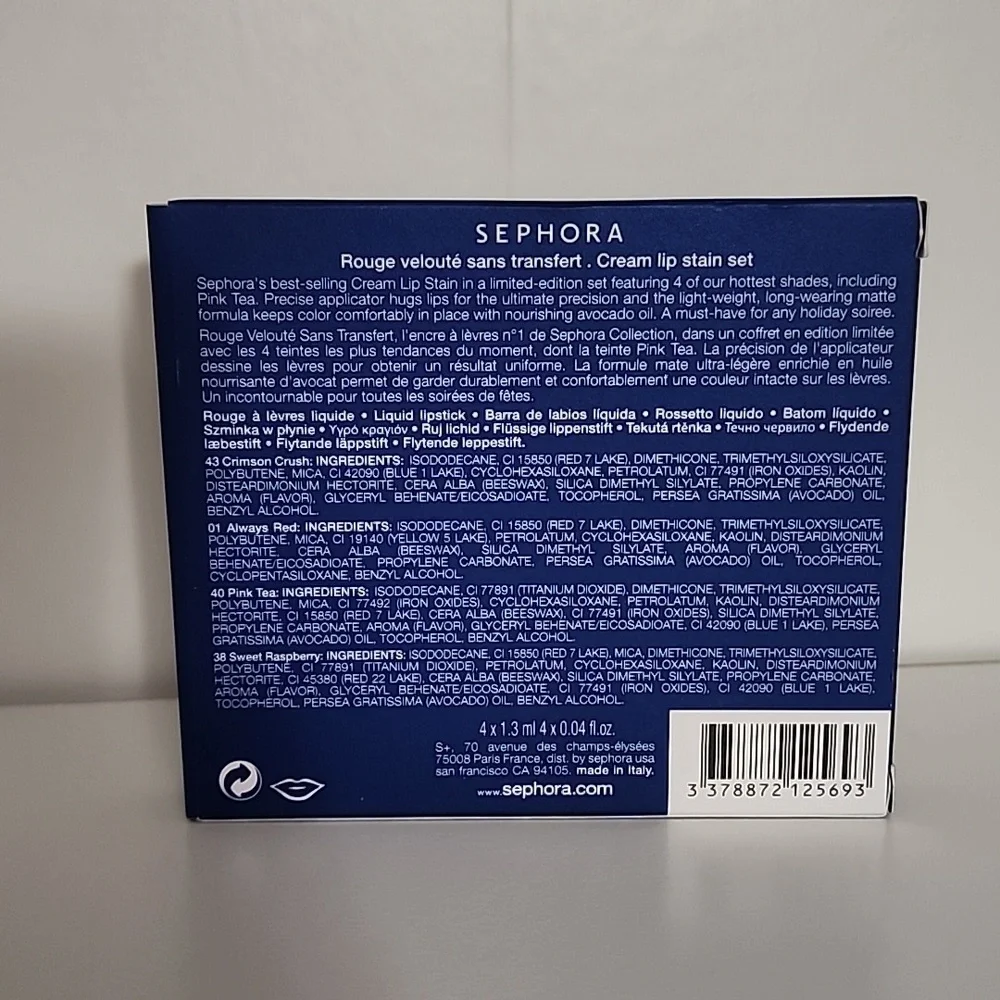 SEPHORA
Rouge velouté sans transfert . Cream lip stain set
Sephora's best-selling Cream Lip Stain in a limited-edition set featuring 4 of our hottest shades, including
Pink Tea. Precise applicator hugs lips for the ultimate precision and the light-weight, long-wearing matte
formula keeps color comfortably in place with nourishing avocado oil. A must-have for any holiday soiree.
Rouge Velouté Sans Transfert, l'encre à lèvres n°1 de Sephora Collection, dans un coffret en edition limitée
avec les 4 teintes les plus tendances du moment, dont la teinte Pink Tea. La précision de l'applicateur
dessine les lèvres pour obtenir un résultat uniforme. La formule mate ultra-légère enrichie en huile
nourrisante d'avocat permet de garder durablement et confortablement une couleur intacte sur les lèvres.
Un incontournable pour toutes les soirées de fêtes.
Rouge à lèvres liquide • Liquid lipstick • Barra de labios líquida • Rossetto liquido • Batom líquido •
Szminka w płynie • Υγρό κραγιόν • Ruj lichid • Flüssige lippenstift • Tekutá rtěnka • Течно червило • Flydende
læbestift • Flytande läppstift • Flytende leppestift.
43 Crimson Crush: INGREDIENTS: ISODODECANE, CI 15850 (RED 7 LAKE), DIMETHICONE, TRIMETHYLSILOXYSILICATE,
POLYBUTENE, MICA, CI 42090 (BLUE 1 LAKE), CYCLOHEXASILOXANE, PETROLATUM, CI 77491 (IRON OXIDES), KAOLIN,
DISTEARDIMONIUM HECTORITE, CERA ALBA (BEESWAX), SILICA DIMETHYL SILYLATE, PROPYLENE CARBONATE,
AROMA (FLAVOR), GLYCERYL BEHENATE/EICOSADIOATE, TOCOPHEROL, PERSEA GRATISSIMA (AVOCADO) OIL,
BENZYL ALCOHOL.
01 Always Red: INGREDIENTS: ISODODECANE, CI 15850 (RED 7 LAKE), DIMETHICONE, TRIMETHYLSILOXYSILICATE,
POLYBUTENE, MICA, CI 19140 (YELLOW 5 LAKE), PETROLATUM, CYCLOHEXASILOXANE, KAOLIN, DISTEARDIMONIUM
HECTORITE, CERA ALBA (BEESWAX), SILICA DIMETHYL SILYLATE, AROMA (FLAVOR), GLYCERYL
BEHENATE/EICOSADIOATE, PROPYLENE CARBONATE, PERSEA GRATISSIMA (AVOCADO) OIL, TOCOPHEROL,
CYCLOPENTASILOXANE, BENZYL ALCOHOL.
40 Pink Tea: INGREDIENTS: ISODODECANE, CI 77891 (TITANIUM DIOXIDE), DIMETHICONE, TRIMETHYLSILOXYSILICATE,
POLYBUTENE, MICA, CI 77492 (IRON OXIDES), CYCLOHEXASILOXANE, PETROLATUM, KAOLIN, DISTEARDIMONIUM
HECTORITE, CI 15850 (RED 7 LAKE), CERA ALBA (BEESWAX), CI 77491 (IRON OXIDES), SILICA DIMETHYL SILYLATE,
PROPYLENE CARBONATE, AROMA (FLAVOR), GLYCERYL BEHENATE/EICOSADIOATE, CI 42090 (BLUE 1 LAKE), PERSEA
GRATISSIMA (AVOCADO) OIL, TOCOPHEROL, BENZYL ALCOHOL.
38 Sweet Raspberry: INGREDIENTS: ISODODECANE, CI 15850 (RED 7 LAKE), MICA, DIMETHICONE, TRIMETHYLSILOXYSILICATE,
POLYBUTENE, CI 77891 (TITANIUM DIOXIDE), PETROLATUM, CYCLOHEXASILOXANE, KAOLIN, DISTEARDIMONIUM
HECTORITE, CI 45380 (RED 22 LAKE), CERA ALBA (BEESWAX), SILICA DIMETHYL SILYLATE, PROPYLENE CARBONATE,
AROMA (FLAVOR), GLYCERYL BEHENATE/EICOSADIOATE, CI 77491 (IRON OXIDES), CI 42090 (BLUE 1 LAKE),
TOCOPHEROL, PERSEA GRATISSIMA (AVOCADO) OIL, BENZYL ALCOHOL.
4 x 1.3 ml 4 x 0.04 fl.oz.
S+, 70 avenue des champs-élysées
75008 Paris France, dist. by sephora usa
san francisco CA 94105. made in Italy.
www.sephora.com
3 378872 125693